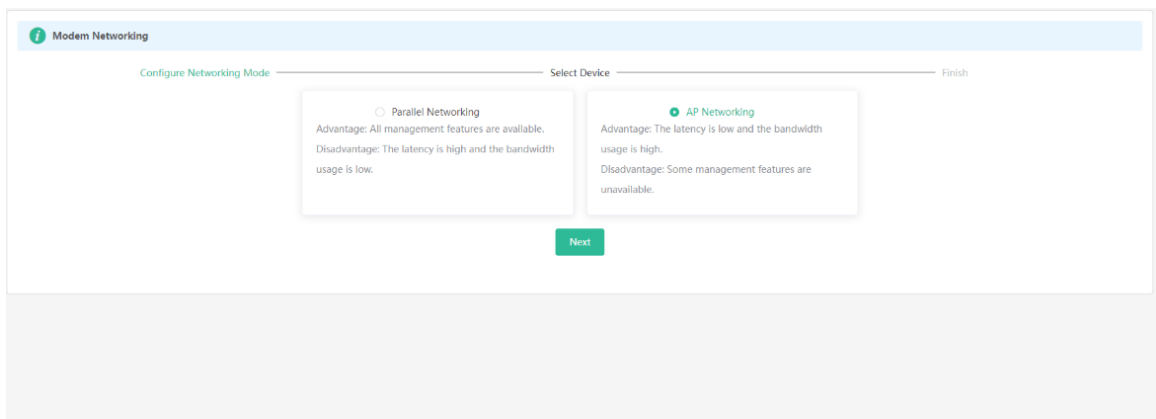 Modem Networking
Configure Networking Mode
Select Device
Finish
Parallel Networking
Advantage: All management features are available.
Disadvantage: The latency is high and the bandwidth
usage is low.
AP Networking
Advantage: The latency is low and the bandwidth
usage is high.
Disadvantage: Some management features are
unavailable.
Next